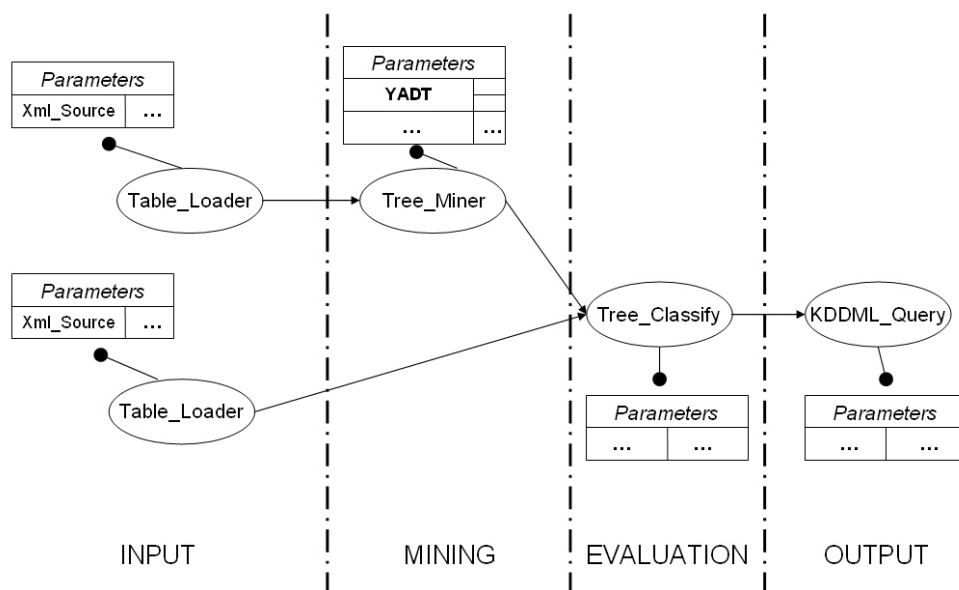 Parameters
Xml_Source ...
Table_Loader
Parameters
YADT
... ...
Tree_Miner
Parameters
Xml_Source ...
Table_Loader
Tree_Classify
Parameters
... ...
KDDML_Query
Parameters
... ...
INPUT MINING EVALUATION OUTPUT